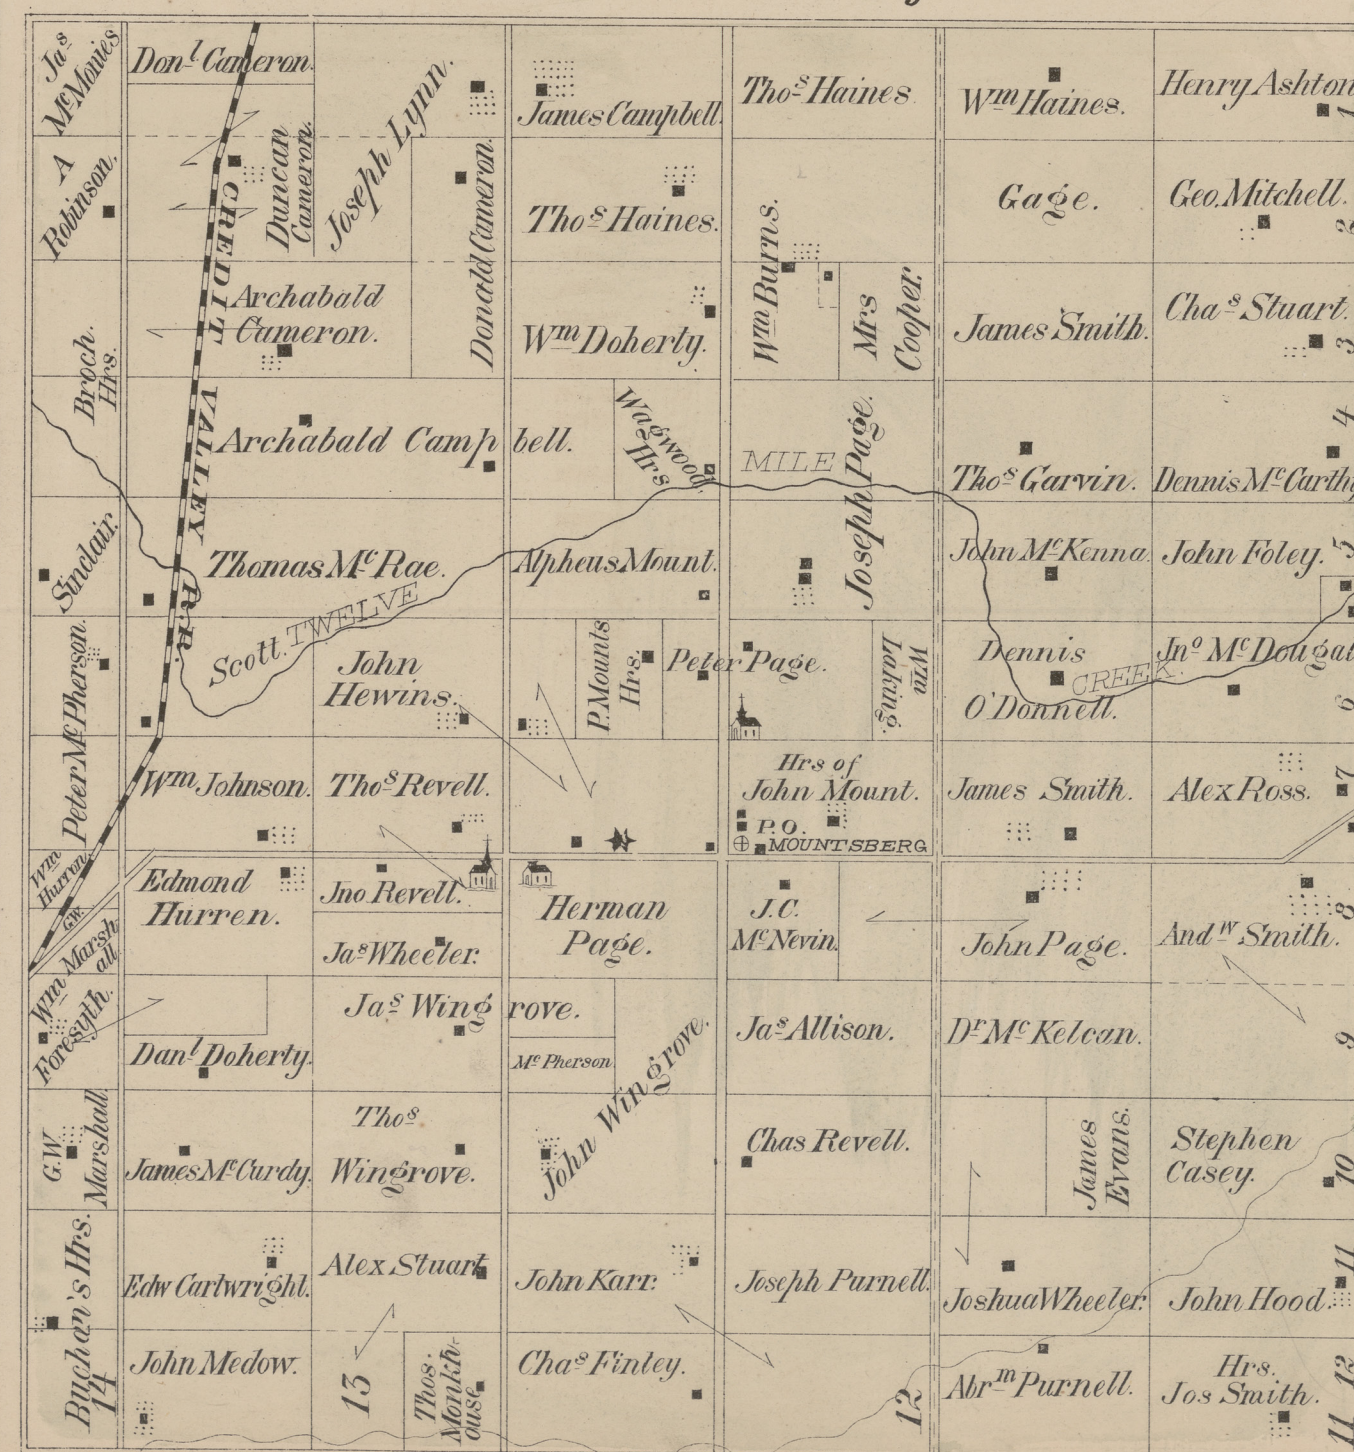 Jas McMonies
Donl Cameron.
Joseph Lynn.
James Campbell.
Thos Haines
Wm Haines.
Henry Ashton
1
A Robinson.
Duncan Cameron.
Donald Cameron.
Thos Haines.
Wm Burns.
Gage.
Geo. Mitchell.
2
Broch. Hrs.
CREDIT VALLEY R.R.
Archabald
Cameron.
Wm Doherty.
Mrs Cooper.
James Smith.
Chas Stuart.
3
Archabald Campbell.
Wagwood Hrs
MILE
Joseph Page.
Thos Garvin.
Dennis McCarthy
4
Sinclair.
Thomas McRae.
Alpheus Mount.
John McKenna
John Foley.
5
Scott. TWELVE
Peter McPherson.
John
Hewins.
P. Mounts Hrs.
Peter Page.
Wm Laking.
Dennis
O'Donnell.
CREEK.
Jno McDougal
6
Wm Johnson.
Thos Revell.
Hrs of
John Mount.
P.O.
MOUNTSBERG
James Smith.
Alex Ross.
7
Wm Hurren
G.W.
Marshall
Edmond
Hurren.
Jno Revell.
Jas Wheeler.
Herman
Page.
J.C.
McNevin.
John Page.
Andw Smith.
8
Wm Foresyth.
Danl Doherty.
Jas Wingrove.
McPherson
John Wingrove.
Jas Allison.
Dr McKelcan.
9
G.W Marshall
James McCurdy.
Thos
Wingrove.
Chas Revell.
James Evans.
Stephen
Casey.
10
Buchan's Hrs.
Edw Cartwright.
Alex Stuart
John Karr.
Joseph Purnell.
Joshua Wheeler.
John Hood.
11
14
John Medow.
13
Thos. Monkhouse.
Chas Finley.
12
Abrm Purnell.
Hrs.
Jos Smith.
12
11